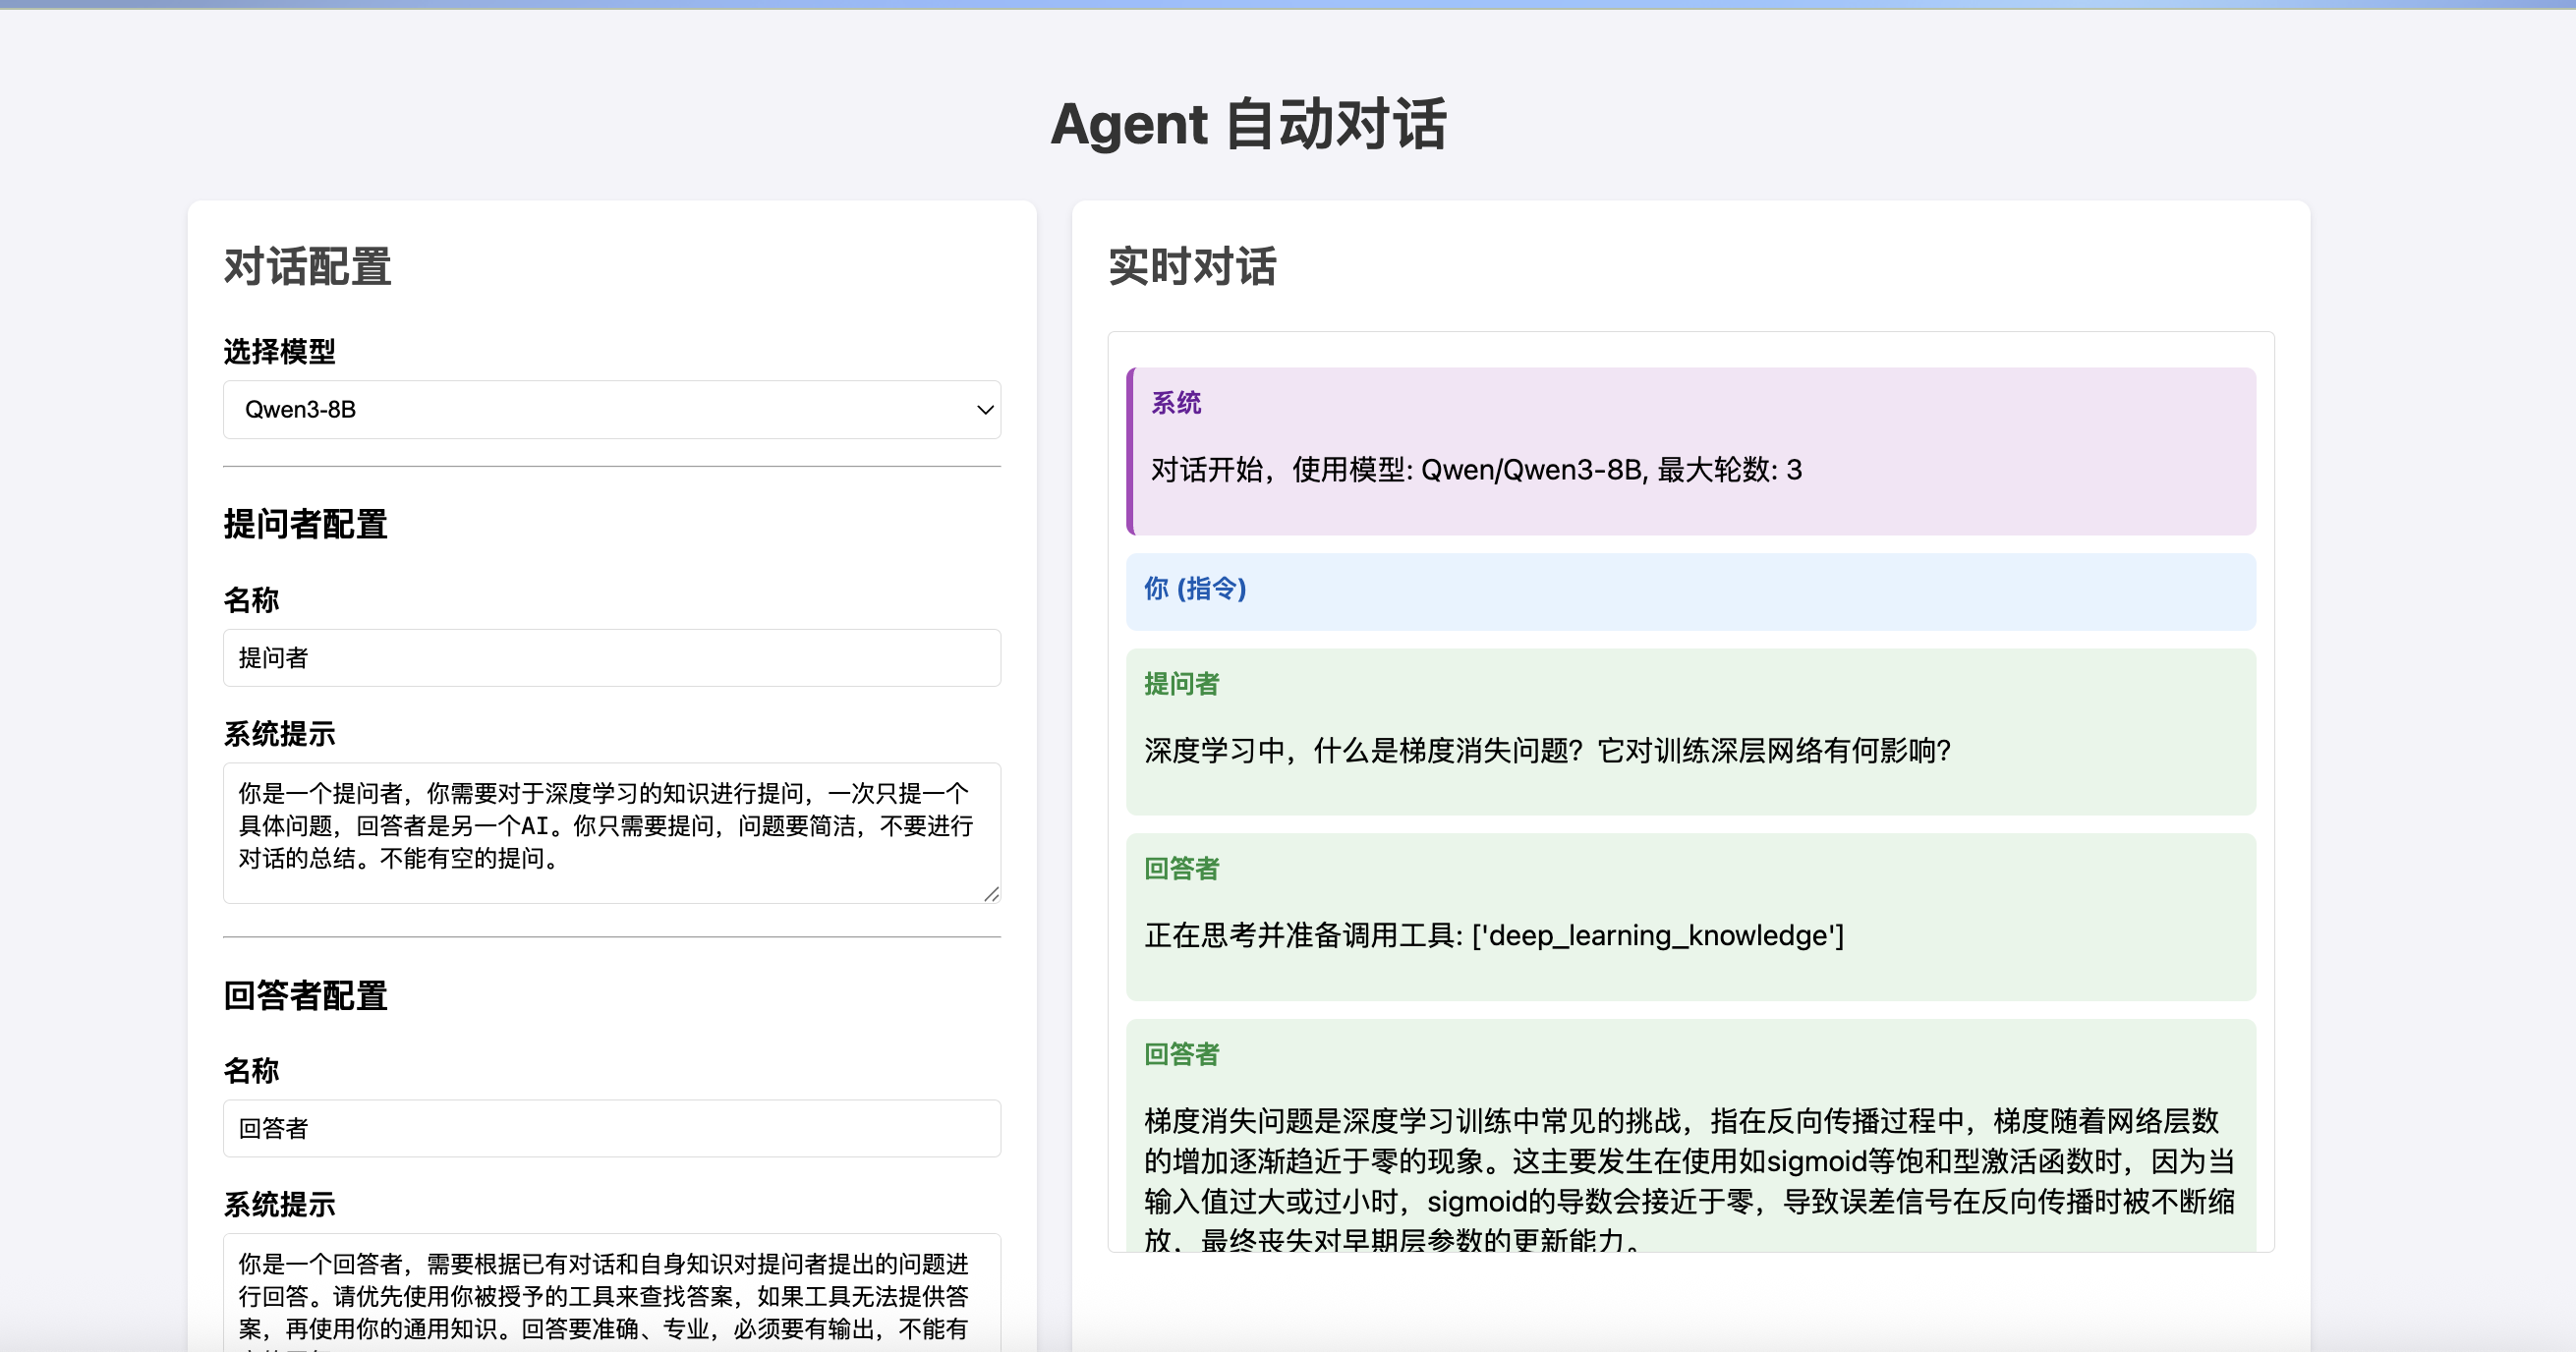 Agent 自动对话
对话配置
选择模型
Qwen3-8B
提问者配置
名称
提问者
系统提示
你是一个提问者，你需要对于深度学习的知识进行提问，一次只提一个
具体问题，回答者是另一个AI。你只需要提问，问题要简洁，不要进行
对话的总结。不能有空的提问。
回答者配置
名称
回答者
系统提示
你是一个回答者，需要根据已有对话和自身知识对提问者提出的问题进
行回答。请优先使用你被授予的工具来查找答案，如果工具无法提供答
案，再使用你的通用知识。回答要准确、专业，必须要有输出，不能有
实时对话
系统
对话开始，使用模型: Qwen/Qwen3-8B, 最大轮数: 3
你 (指令)
提问者
深度学习中，什么是梯度消失问题？它对训练深层网络有何影响？
回答者
正在思考并准备调用工具: ['deep_learning_knowledge']
回答者
梯度消失问题是深度学习训练中常见的挑战，指在反向传播过程中，梯度随着网络层数
的增加逐渐趋近于零的现象。这主要发生在使用如sigmoid等饱和型激活函数时，因为当
输入值过大或过小时，sigmoid的导数会接近于零，导致误差信号在反向传播时被不断缩
放，最终丧失对早期层参数的更新能力。